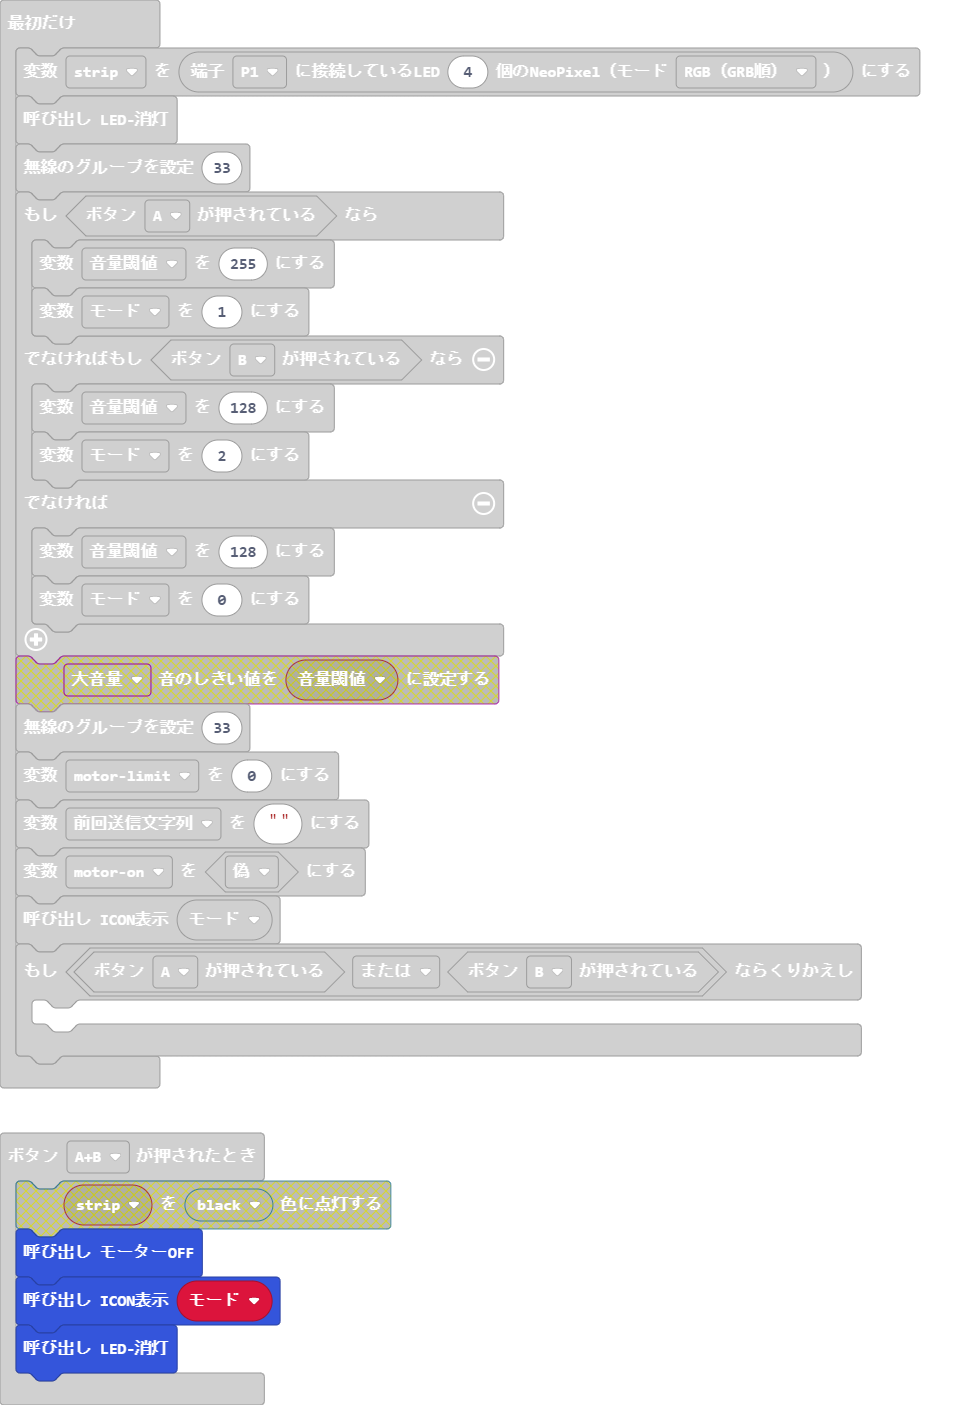 最初だけ
変数 strip を 端子 P1 に接続しているLED 4 個のNeoPixel（モード RGB（GRB順） ） にする
呼び出し LED-消灯
無線のグループを設定 33
もし ボタン A が押されている なら
変数 音量閾値 を 255 にする
変数 モード を 1 にする
でなければもし ボタン B が押されている なら
変数 音量閾値 を 128 にする
変数 モード を 2 にする
でなければ
変数 音量閾値 を 128 にする
変数 モード を 0 にする
大音量 音のしきい値を 音量閾値 に設定する
無線のグループを設定 33
変数 motor-limit を 0 にする
変数 前回送信文字列 を "" にする
変数 motor-on を 偽 にする
呼び出し ICON表示 モード
もし ボタン A が押されている または ボタン B が押されている ならくりかえし
ボタン A+B が押されたとき
strip を black 色に点灯する
呼び出し モーターOFF
呼び出し ICON表示 モード
呼び出し LED-消灯